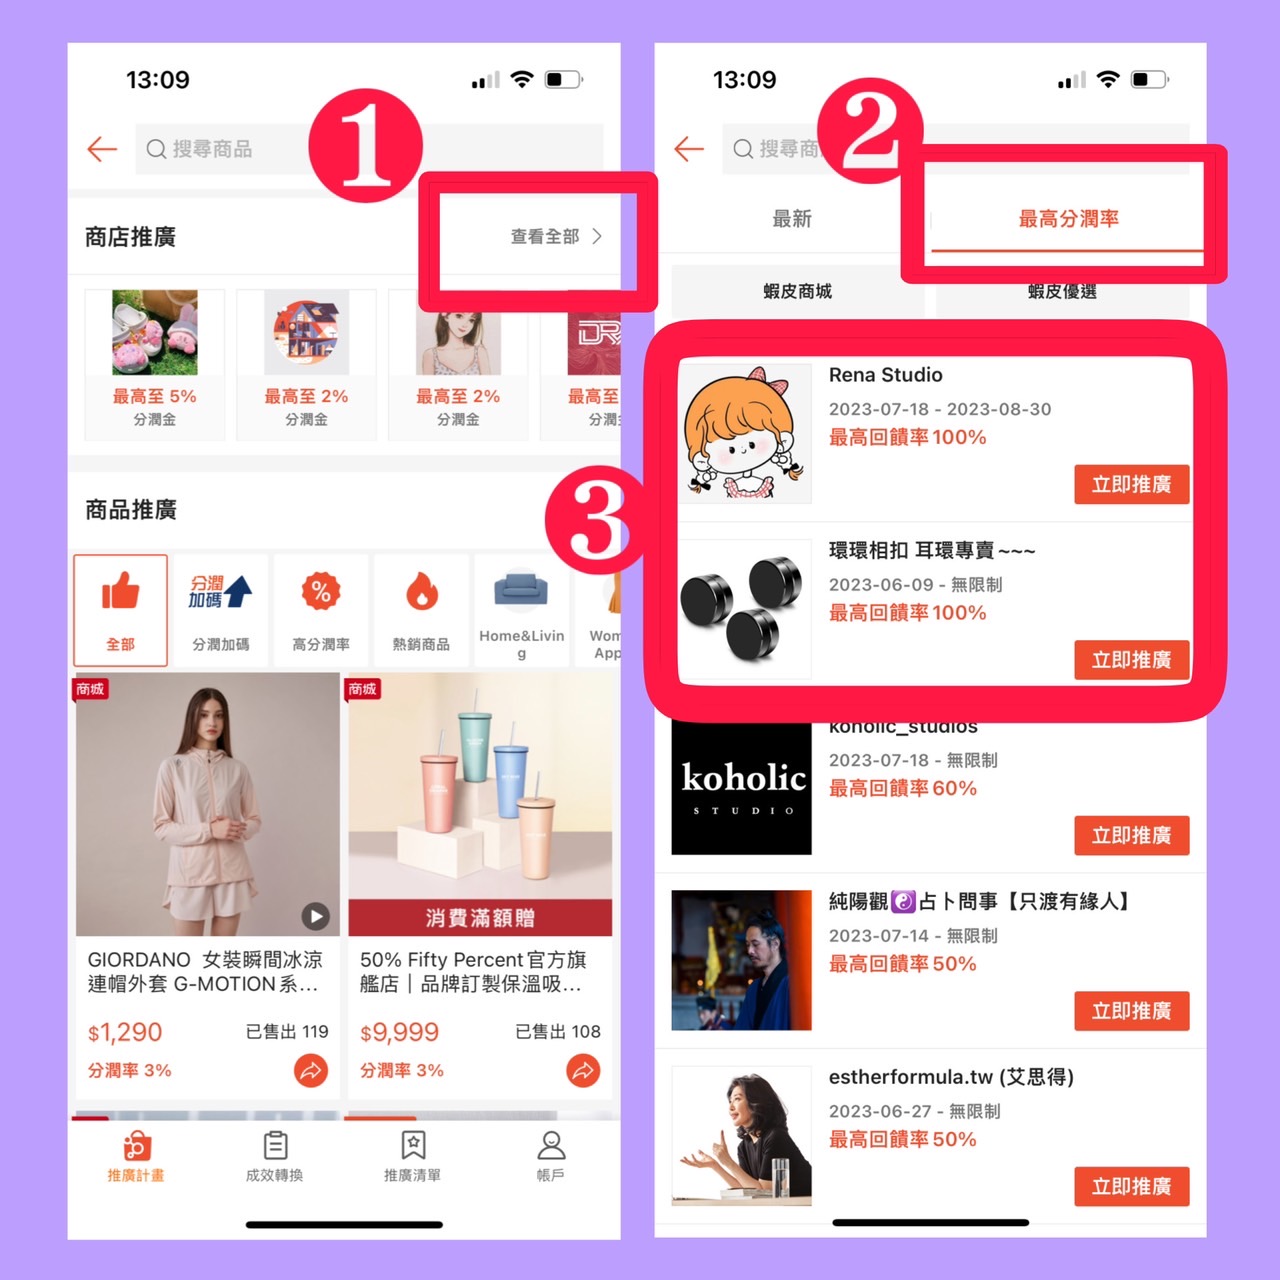 13:09
1
搜尋商品
商店推廣
查看全部
最高至 5%
分潤金
最高至 2%
分潤金
最高至 2%
分潤金
DR
最高至
商品推廣
全部
分潤
加碼
分潤加碼
%
高分潤率
熱銷商品
Home&Livin
g
Wom
App
商城
商城
消費滿額贈
GIORDANO 女裝瞬間冰涼
連帽外套 G-MOTION系...
50% Fifty Percent官方旗
艦店｜品牌訂製保溫吸...
$1,290
已售出 119
$9,999
已售出 108
分潤率 3%
分潤率 3%
推廣計畫
成效轉換
推廣清單
帳戶
13:09
2
搜尋商
最新
最高分潤率
蝦皮商城
蝦皮優選
3
Rena Studio
2023-07-18 - 2023-08-30
最高回饋率100%
立即推廣
環環相扣 耳環專賣~~~
2023-06-09 - 無限制
最高回饋率100%
立即推廣
koholic_studios
2023-07-18 - 無限制
koholic
STUDIO
最高回饋率60%
立即推廣
純陽觀☯️占卜問事【只渡有緣人】
2023-07-14 - 無限制
最高回饋率50%
立即推廣
estherformula.tw (艾思得)
2023-06-27 - 無限制
最高回饋率50%
立即推廣